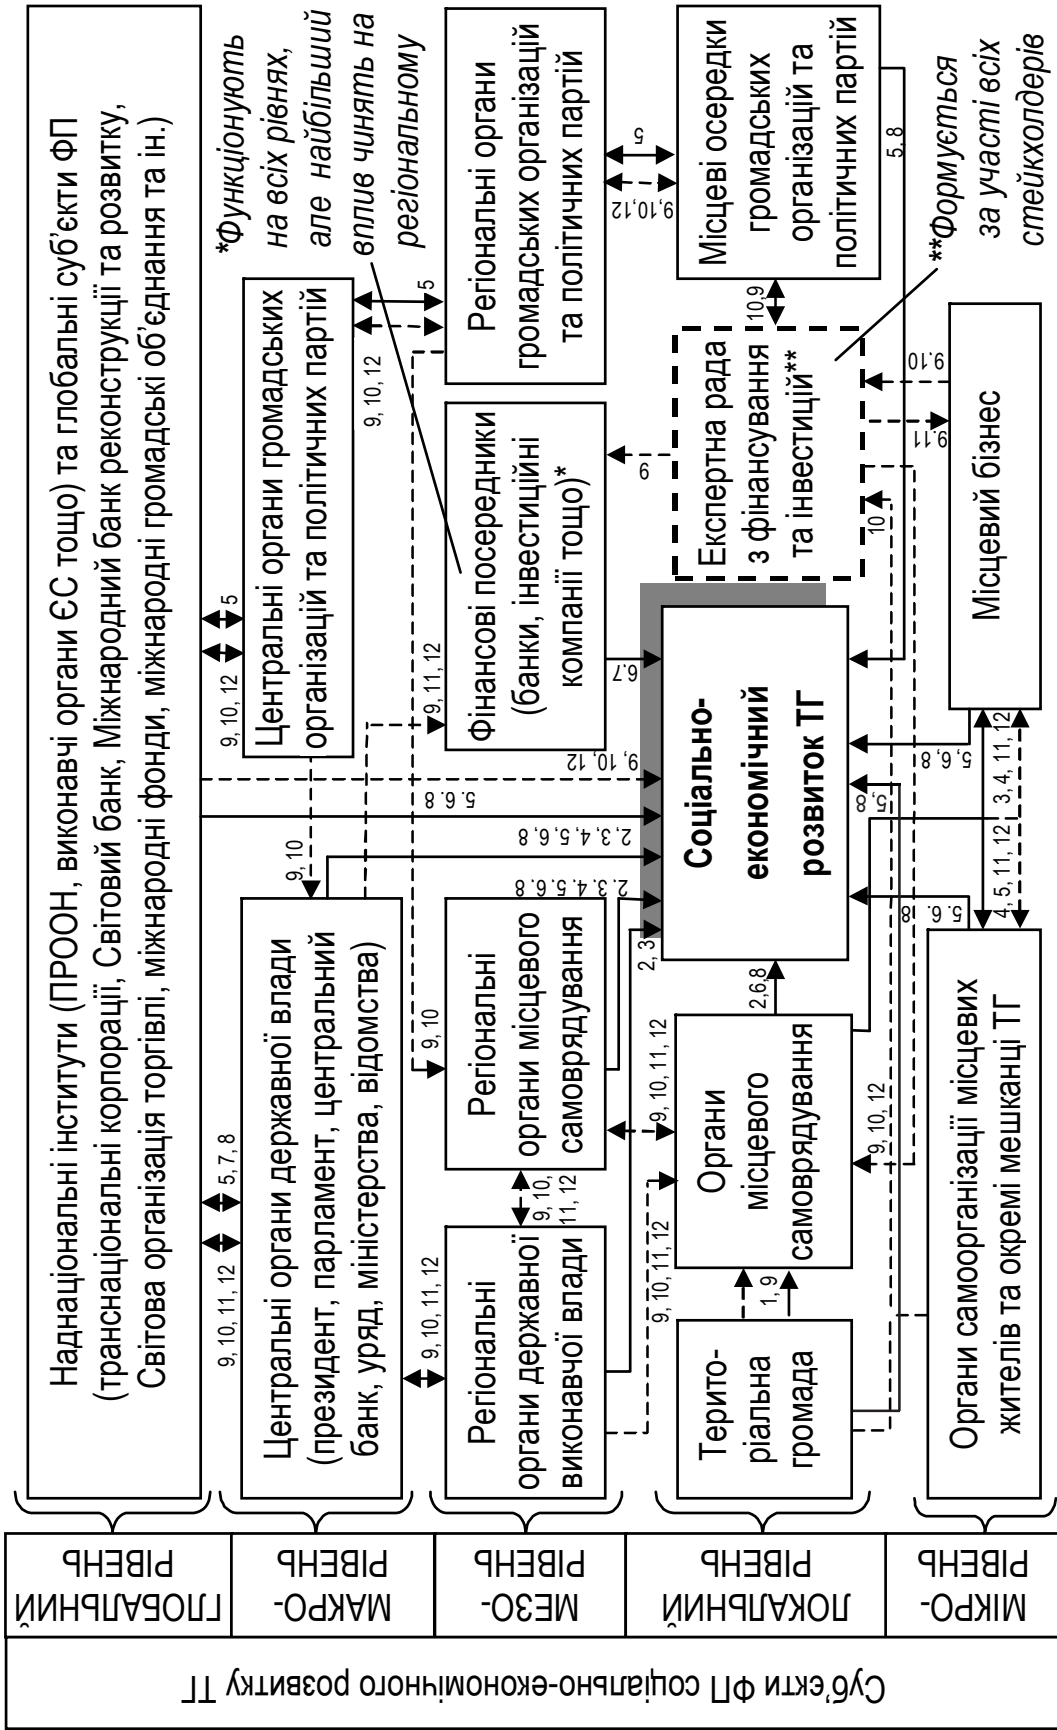 Суб’єкти ФП соціально-економічного розвитку ТГ
ГЛОБАЛЬНИЙ
РІВЕНЬ
Наднаціональні інститути (ПРООН, виконавчі органи ЄС тощо) та глобальні суб’єкти ФП
(транснаціональні корпорації, Світовий банк, Міжнародний банк реконструкції та розвитку,
Світова організація торгівлі, міжнародні фонди, міжнародні громадські об’єднання та ін.)
9, 10, 11, 12
5, 7, 8
9, 10, 12
5
МАКРО-
РІВЕНЬ
Центральні органи державної влади
(президент, парламент, центральний
банк, уряд, міністерства, відомства)
9, 10
Центральні органи громадських
організацій та політичних партій
*Функціонують
на всіх рівнях,
але найбільший
вплив чинять на
регіональному
9, 10, 11, 12
9, 10
9, 11, 12
9, 10, 12
5
МЕЗО-
РІВЕНЬ
Регіональні
органи державної
виконавчої влади
9, 10,
11, 12
Регіональні
органи місцевого
самоврядування
Фінансові посередники
(банки, інвестиційні
компанії тощо)*
Регіональні органи
громадських організацій
та політичних партій
9, 10, 11, 12
9, 10, 11, 12
2, 3
2. 3. 4. 5. 6. 8
2, 3, 4, 5, 6, 8
5. 6. 8
9, 10, 12
6.7
9
9,10,12
5
ЛОКАЛЬНИЙ
РІВЕНЬ
Терито-
ріальна
громада
1, 9
Органи
місцевого
самоврядування
2,6,8
Соціально-
економічний
розвиток ТГ
Експертна рада
з фінансування
та інвестицій**
10,9
Місцеві осередки
громадських
організацій та
політичних партій
9, 10, 12
5. 6. 8
5,8
5, 6, 8
10
9.11
9.10
5, 8
**Формується
за участі всіх
стейкхолдерів
МІКРО-
РІВЕНЬ
Органи самоорганізації місцевих
жителів та окремі мешканці ТГ
4, 5, 11, 12
3, 4, 11, 12
Місцевий бізнес